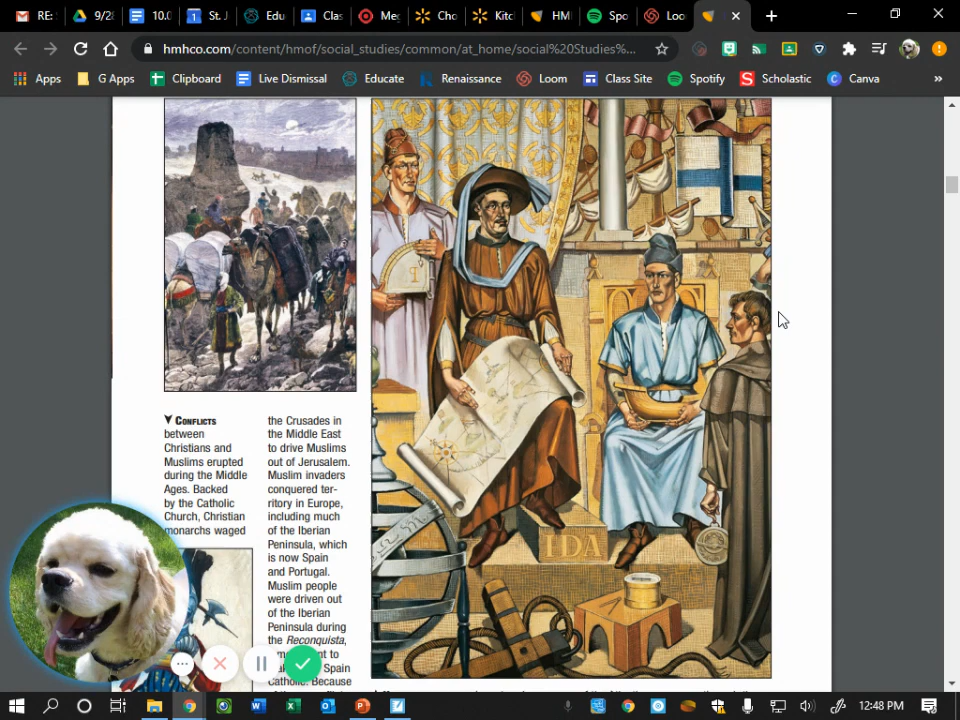 RE:
9/28
10.0
St. J
Edu
Clas
Meg
Cho
Kitc
HMH
Spo
Loo
hmhco.com/content/hmof/social_studies/common/at_home/social%20Studies%...
Apps
G Apps
Clipboard
Live Dismissal
Educate
Renaissance
Loom
Class Site
Spotify
Scholastic
Canva
»
CONFLICTS
between
Christians and
Muslims erupted
during the Middle
Ages. Backed
by the Catholic
Church, Christian
monarchs waged
the Crusades in
the Middle East
to drive Muslims
out of Jerusalem.
Muslim invaders
conquered ter-
ritory in Europe,
including much
of the Iberian
Peninsula, which
is now Spain
and Portugal.
Muslim people
were driven out
of the Iberian
Peninsula during
the Reconquista,
to
Spain
Catholic. Because
IDA
12:48 PM